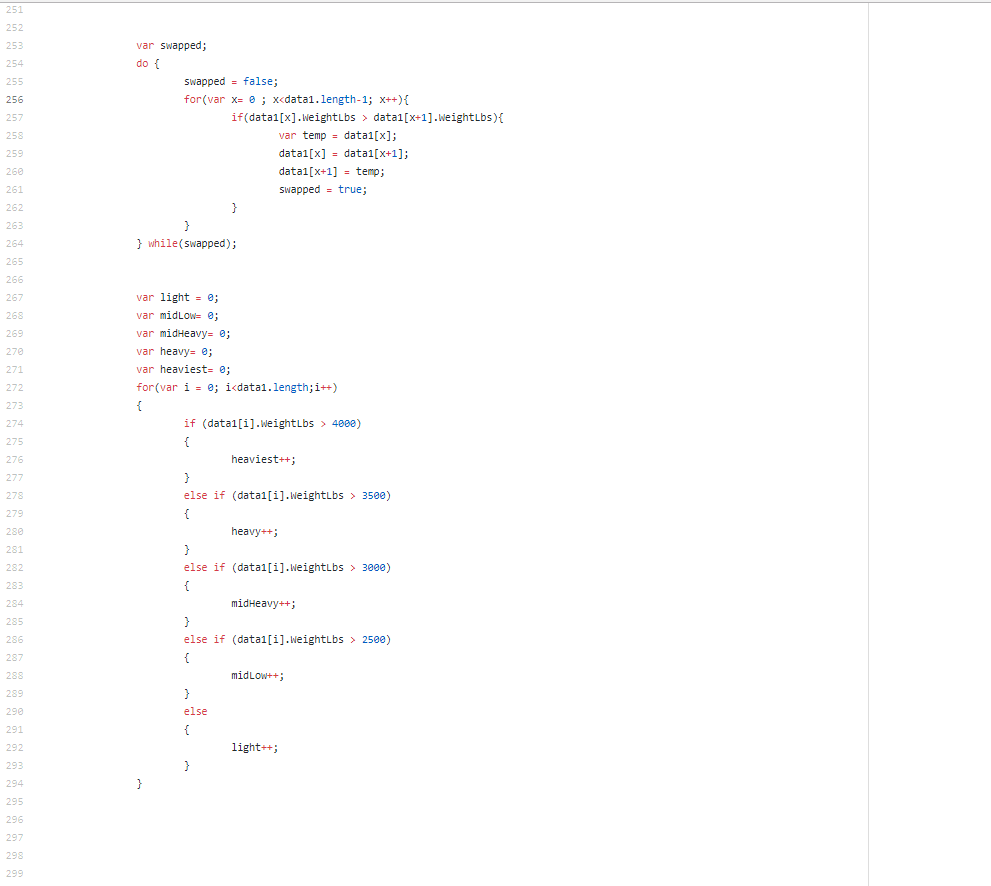 251
252
253 var swapped;
254 do {
255 swapped = false;
256 for(var x= 0 ; x<data1.length-1; x++){
257 if(data1[x].WeightLbs > data1[x+1].WeightLbs){
258 var temp = data1[x];
259 data1[x] = data1[x+1];
260 data1[x+1] = temp;
261 swapped = true;
262 }
263 }
264 } while(swapped);
265
266
267 var light = 0;
268 var midLow= 0;
269 var midHeavy= 0;
270 var heavy= 0;
271 var heaviest= 0;
272 for(var i = 0; i<data1.length;i++)
273 {
274 if (data1[i].WeightLbs > 4000)
275 {
276 heaviest++;
277 }
278 else if (data1[i].WeightLbs > 3500)
279 {
280 heavy++;
281 }
282 else if (data1[i].WeightLbs > 3000)
283 {
284 midHeavy++;
285 }
286 else if (data1[i].WeightLbs > 2500)
287 {
288 midLow++;
289 }
290 else
291 {
292 light++;
293 }
294 }
295
296
297
298
299